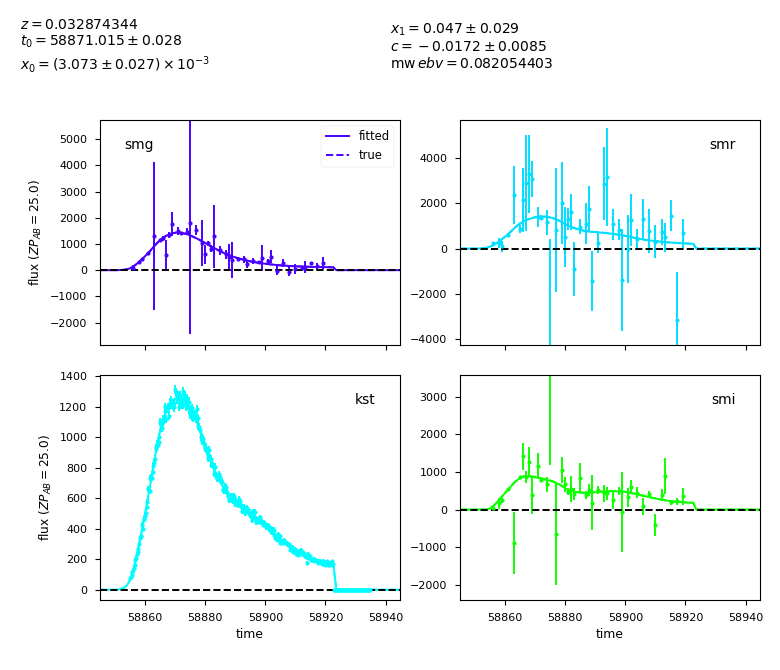 z = 0.032874344
t₀ = 58871.015 ± 0.028
x₀ = (3.073 ± 0.027) × 10⁻³
x₁ = 0.047 ± 0.029
c = −0.0172 ± 0.0085
mw ebv = 0.082054403
smg
fitted
true
5000
4000
3000
2000
1000
0
−1000
−2000
flux (ZP_AB = 25.0)
smr
4000
2000
0
−2000
−4000
kst
1400
1200
1000
800
600
400
200
0
flux (ZP_AB = 25.0)
58860 58880 58900 58920 58940
time
smi
3000
2000
1000
0
−1000
−2000
58860 58880 58900 58920 58940
time